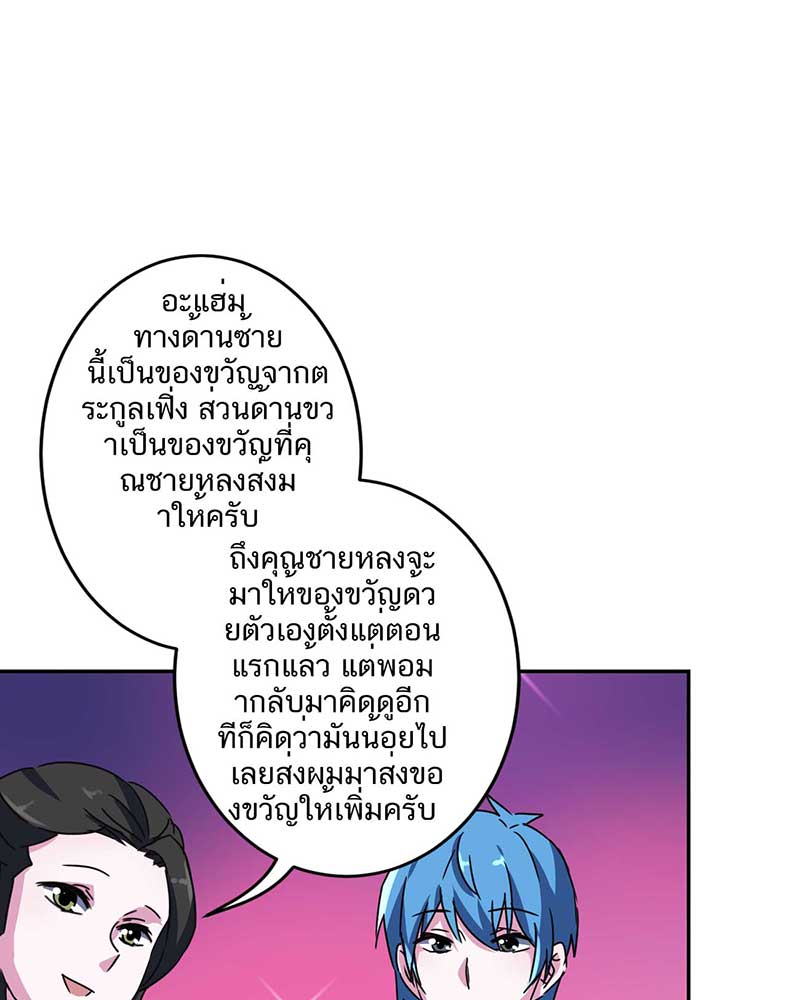 อะแฮ่ม
ทางด้านซ้าย
นี้เป็นของขวัญจากต
ระกูลเฟิ่ง ส่วนด้านขว
าเป็นของขวัญที่คุ
ณชายหลงส่งม
าให้ครับ
ถึงคุณชายหลงจะ
มาให้ของขวัญด้ว
ยตัวเองตั้งแต่ตอน
แรกแล้ว แต่พอม
ากลับมาคิดดูอีก
ทีก็คิดว่ามันน้อยไป
เลยส่งผมมาส่งขอ
งขวัญให้เพิ่มครับ